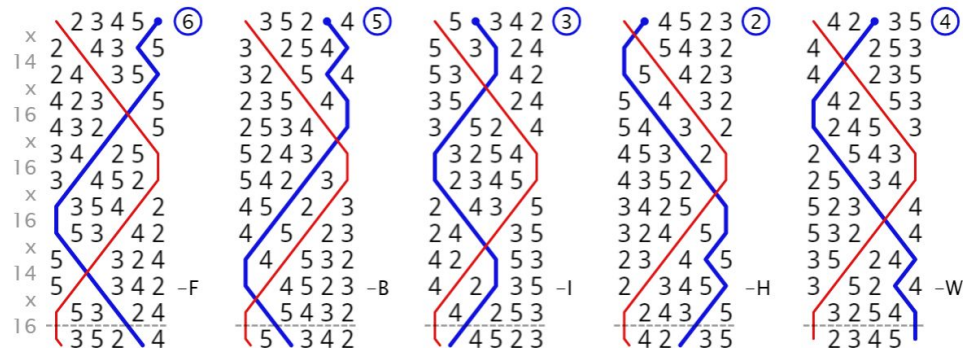 2 3 4 5 6 3 5 2 4 5 5 3 4 2 3 4 5 2 3 2 4 2 3 5 4
x
2 4 3 5 3 2 5 4 5 3 2 4 5 4 3 2 4 2 5 3
14
2 4 3 5 3 2 5 4 5 3 4 2 5 4 2 3 4 2 3 5
x
4 2 3 5 2 3 5 4 3 5 2 4 5 4 3 2 4 2 5 3
16
4 3 2 5 2 5 3 4 3 5 2 4 5 4 3 2 2 4 5 3
x
3 4 2 5 5 2 4 3 3 2 5 4 4 5 3 2 2 5 4 3
16
3 4 5 2 5 4 2 3 2 3 4 5 4 3 5 2 2 5 3 4
x
3 5 4 2 4 5 2 3 2 4 3 5 3 4 2 5 5 2 3 4
16
5 3 4 2 4 5 2 3 2 4 3 5 3 2 4 5 5 3 2 4
x
5 3 2 4 4 5 3 2 4 2 5 3 2 3 4 5 3 5 2 4
14
5 3 4 2 –F 4 5 2 3 –B 4 2 3 5 –I 2 3 4 5 –H 3 5 2 4 –W
x
5 3 2 4 5 4 3 2 4 2 5 3 2 4 3 5 3 2 5 4
16
3 5 2 4 5 3 4 2 4 5 2 3 4 2 3 5 3 2 4 5